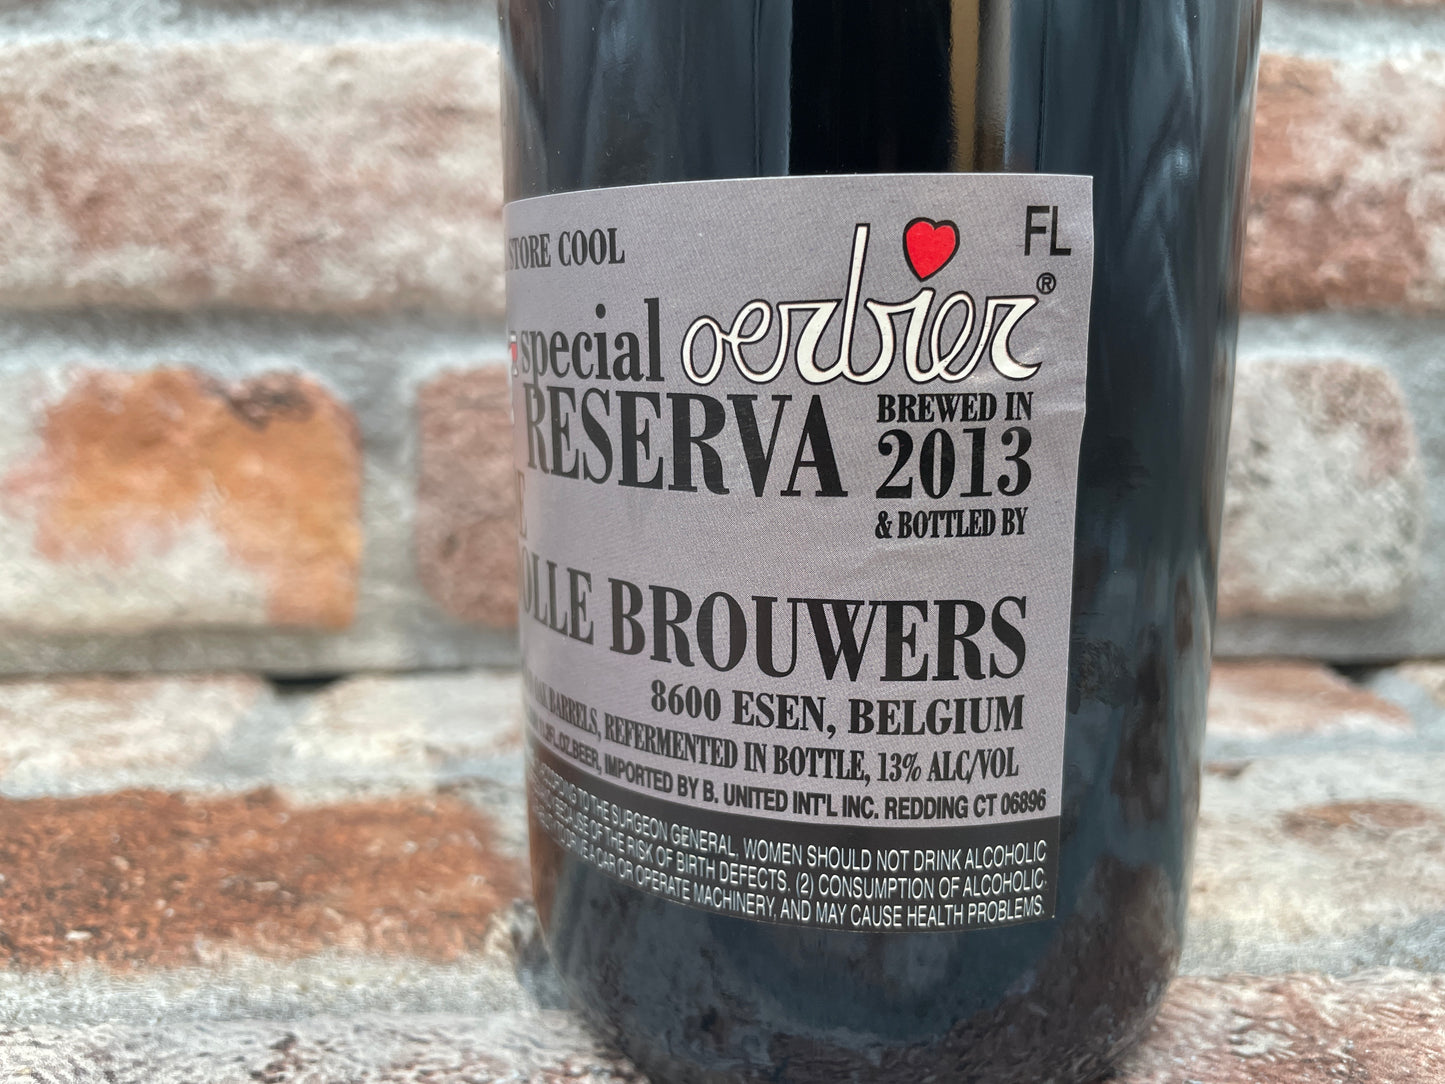 STORE COOL
FL
special oerbier®
RESERVA
BREWED IN
2013
& BOTTLED BY
BROUWERS
8600 ESEN, BELGIUM
OAK BARRELS, REFERMENTED IN BOTTLE, 13% ALC/VOL
FL.OZ.BEER, IMPORTED BY B. UNITED INT'L INC. REDDING CT 06896
TO THE SURGEON GENERAL, WOMEN SHOULD NOT DRINK ALCOHOLIC
BECAUSE OF THE RISK OF BIRTH DEFECTS. (2) CONSUMPTION OF ALCOHOLIC
A CAR OR OPERATE MACHINERY, AND MAY CAUSE HEALTH PROBLEMS.